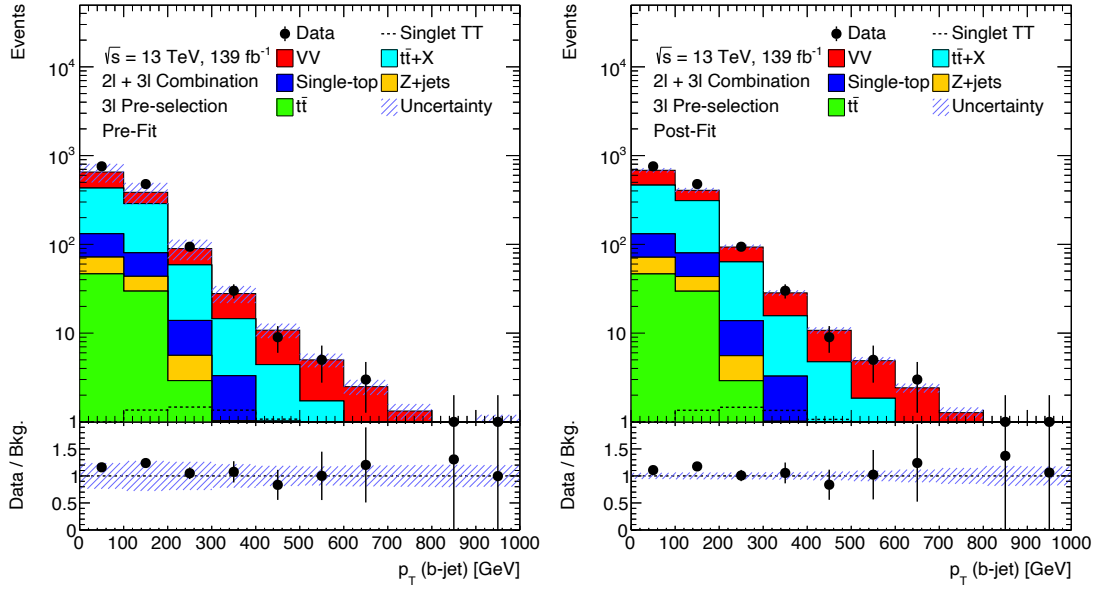 Events
10⁴
10³
10²
10
1
√s = 13 TeV, 139 fb⁻¹
2l + 3l Combination
3l Pre-selection
Pre-Fit
Data
Singlet TT
VV
tt̄+X
Single-top
Z+jets
tt̄
Uncertainty
Data / Bkg.
1.5
1
0.5
0
0 100 200 300 400 500 600 700 800 900 1000
p_T (b-jet) [GeV]
Events
10⁴
10³
10²
10
1
√s = 13 TeV, 139 fb⁻¹
2l + 3l Combination
3l Pre-selection
Post-Fit
Data
Singlet TT
VV
tt̄+X
Single-top
Z+jets
tt̄
Uncertainty
Data / Bkg.
1.5
1
0.5
0
0 100 200 300 400 500 600 700 800 900 1000
p_T (b-jet) [GeV]